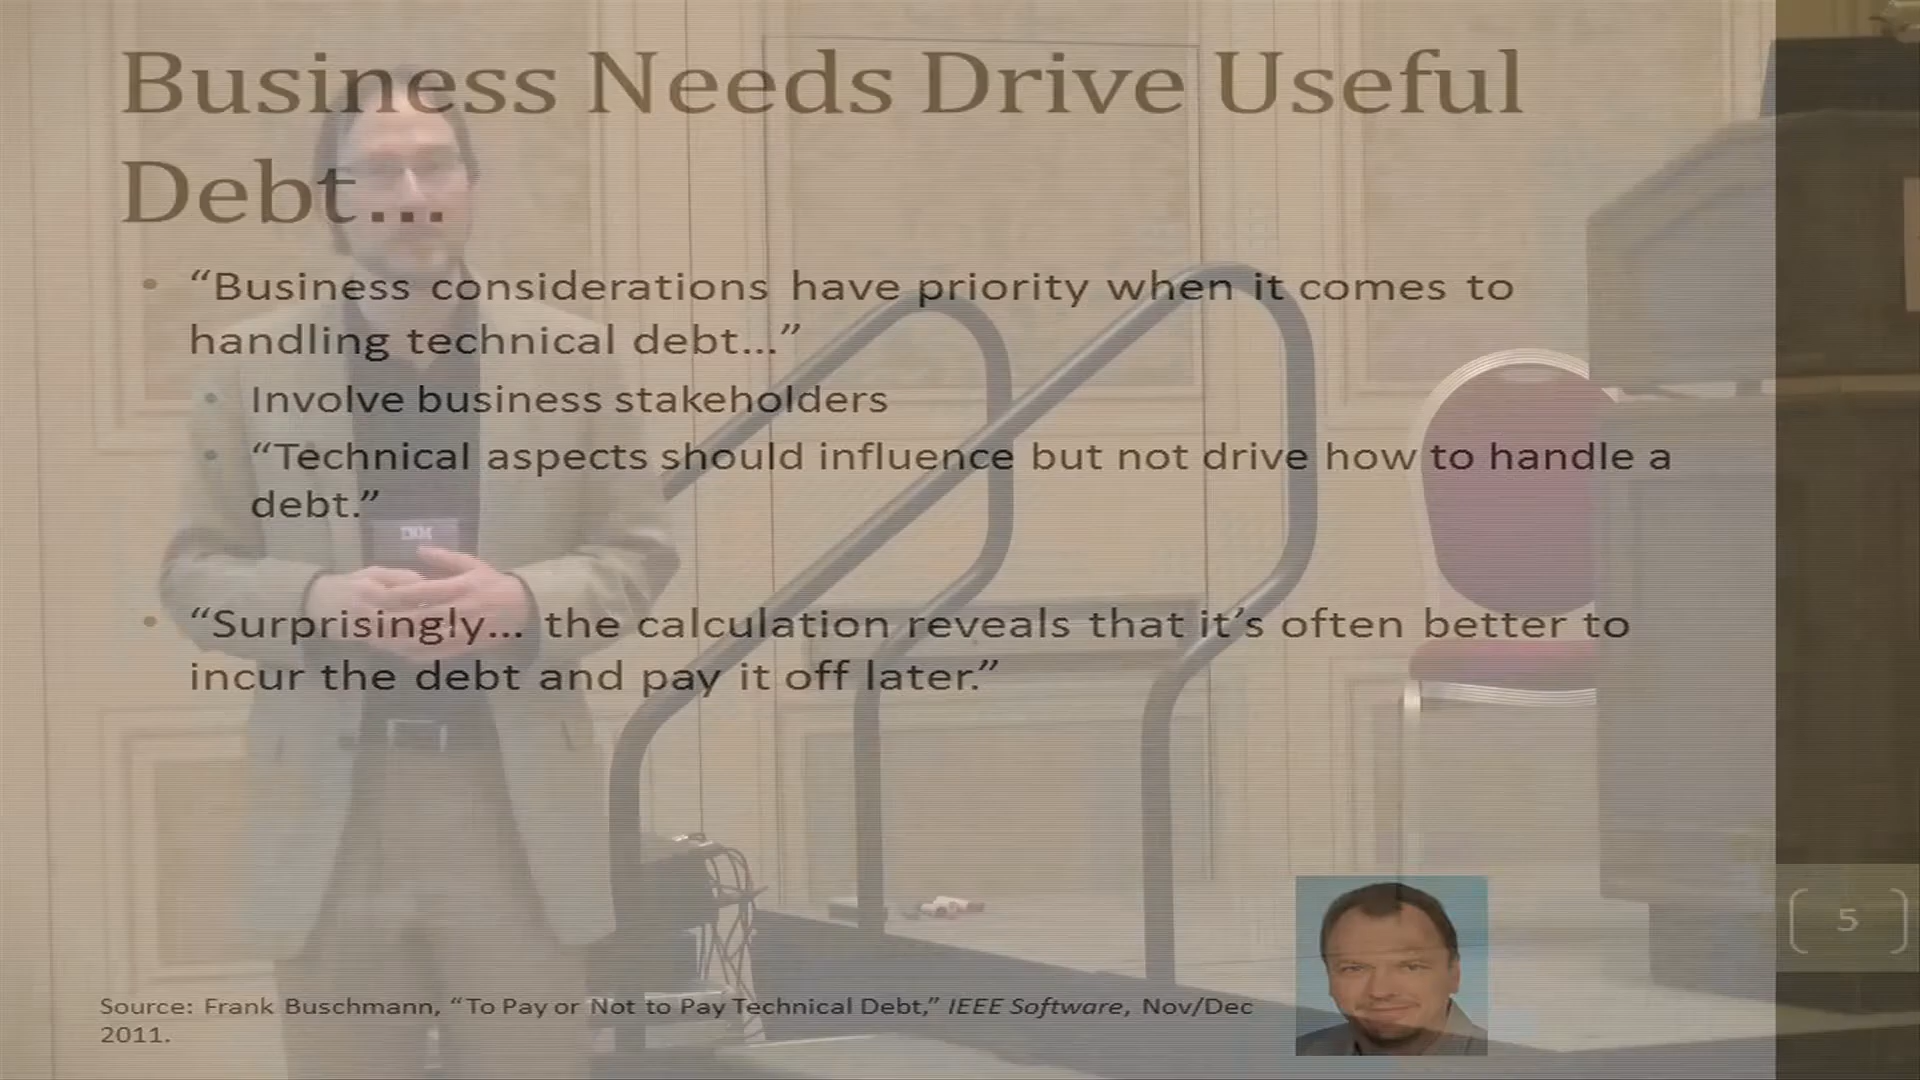 Business Needs Drive Useful
Debt...
• “Business considerations have priority when it comes to
handling technical debt...”
• Involve business stakeholders
• “Technical aspects should influence but not drive how to handle a
debt.”
• “Surprisingly... the calculation reveals that it’s often better to
incur the debt and pay it off later.”
5
Source: Frank Buschmann, “To Pay or Not to Pay Technical Debt,” IEEE Software, Nov/Dec
2011.